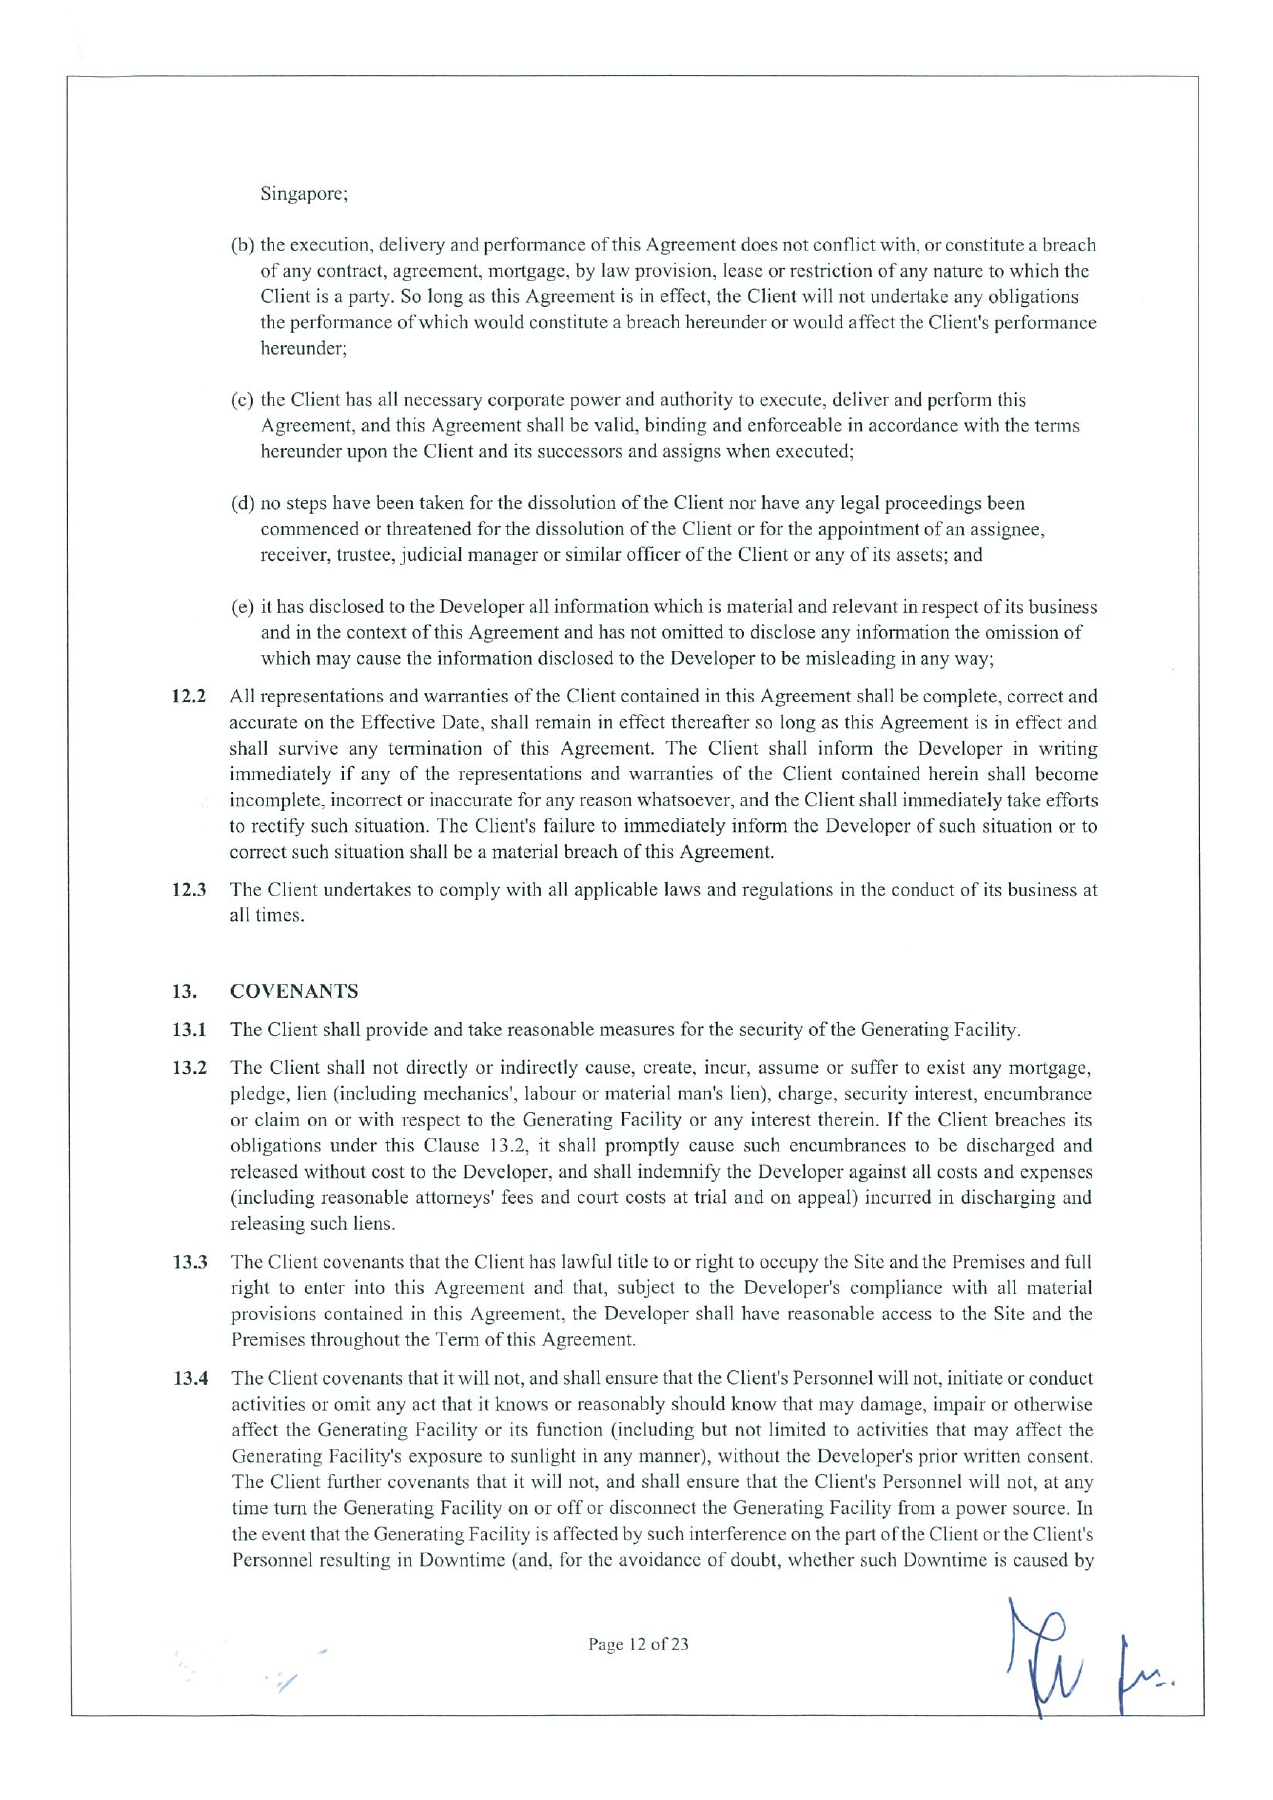 Singapore;
(b) the execution, delivery and performance of this Agreement does not conflict with, or constitute a breach
of any contract, agreement, mortgage, by law provision, lease or restriction of any nature to which the
Client is a party. So long as this Agreement is in effect, the Client will not undertake any obligations
the performance of which would constitute a breach hereunder or would affect the Client's performance
hereunder;
(c) the Client has all necessary corporate power and authority to execute, deliver and perform this
Agreement, and this Agreement shall be valid, binding and enforceable in accordance with the terms
hereunder upon the Client and its successors and assigns when executed;
(d) no steps have been taken for the dissolution of the Client nor have any legal proceedings been
commenced or threatened for the dissolution of the Client or for the appointment of an assignee,
receiver, trustee, judicial manager or similar officer of the Client or any of its assets; and
(e) it has disclosed to the Developer all information which is material and relevant in respect of its business
and in the context of this Agreement and has not omitted to disclose any information the omission of
which may cause the information disclosed to the Developer to be misleading in any way;
12.2 All representations and warranties of the Client contained in this Agreement shall be complete, correct and
accurate on the Effective Date, shall remain in effect thereafter so long as this Agreement is in effect and
shall survive any termination of this Agreement. The Client shall inform the Developer in writing
immediately if any of the representations and warranties of the Client contained herein shall become
incomplete, incorrect or inaccurate for any reason whatsoever, and the Client shall immediately take efforts
to rectify such situation. The Client's failure to immediately inform the Developer of such situation or to
correct such situation shall be a material breach of this Agreement.
12.3 The Client undertakes to comply with all applicable laws and regulations in the conduct of its business at
all times.
13. COVENANTS
13.1 The Client shall provide and take reasonable measures for the security of the Generating Facility.
13.2 The Client shall not directly or indirectly cause, create, incur, assume or suffer to exist any mortgage,
pledge, lien (including mechanics', labour or material man's lien), charge, security interest, encumbrance
or claim on or with respect to the Generating Facility or any interest therein. If the Client breaches its
obligations under this Clause 13.2, it shall promptly cause such encumbrances to be discharged and
released without cost to the Developer, and shall indemnify the Developer against all costs and expenses
(including reasonable attorneys' fees and court costs at trial and on appeal) incurred in discharging and
releasing such liens.
13.3 The Client covenants that the Client has lawful title to or right to occupy the Site and the Premises and full
right to enter into this Agreement and that, subject to the Developer's compliance with all material
provisions contained in this Agreement, the Developer shall have reasonable access to the Site and the
Premises throughout the Term of this Agreement.
13.4 The Client covenants that it will not, and shall ensure that the Client's Personnel will not, initiate or conduct
activities or omit any act that it knows or reasonably should know that may damage, impair or otherwise
affect the Generating Facility or its function (including but not limited to activities that may affect the
Generating Facility's exposure to sunlight in any manner), without the Developer's prior written consent.
The Client further covenants that it will not, and shall ensure that the Client's Personnel will not, at any
time turn the Generating Facility on or off or disconnect the Generating Facility from a power source. In
the event that the Generating Facility is affected by such interference on the part of the Client or the Client's
Personnel resulting in Downtime (and, for the avoidance of doubt, whether such Downtime is caused by
Page 12 of 23